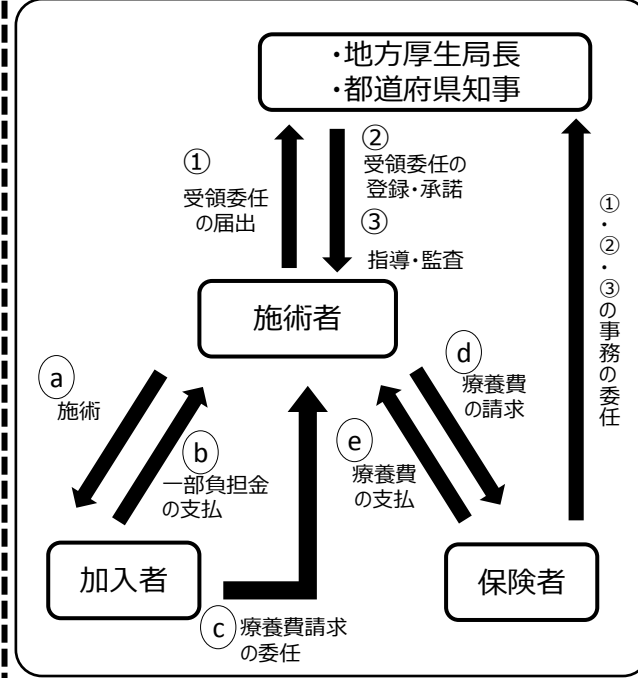 ・地方厚生局長
・都道府県知事
①
受領委任
の届出
②
受領委任の
登録・承諾
③
指導・監査
①・②・③の事務の委任
施術者
a
施術
b
一部負担金
の支払
d
療養費
の請求
e
療養費
の支払
加入者
保険者
c
療養費請求
の委任